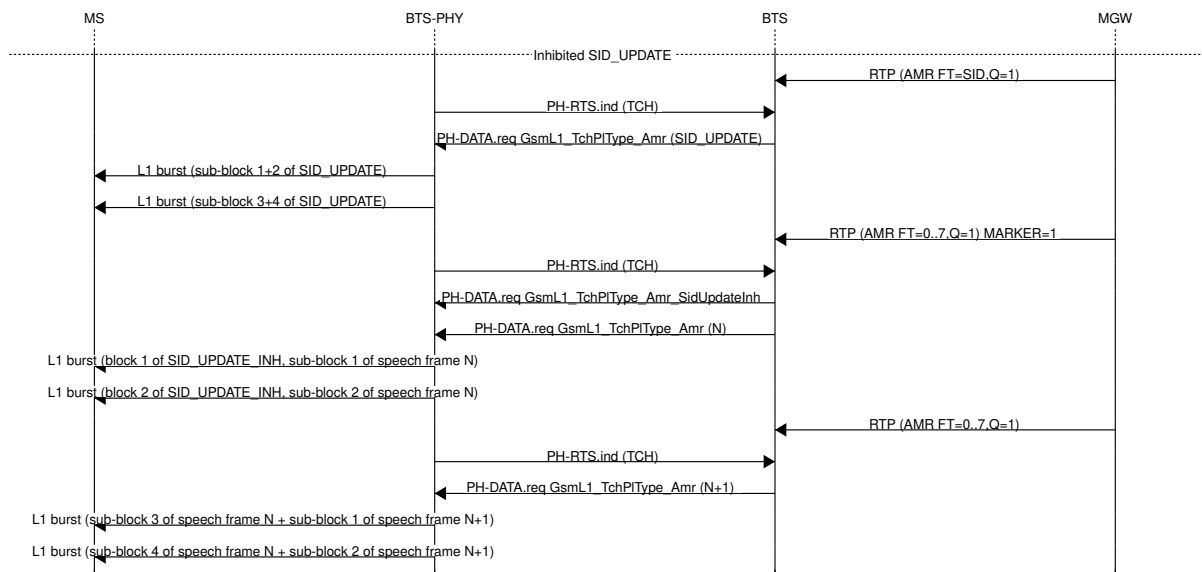 MS BTS-PHY BTS MGW
Inhibited SID_UPDATE
RTP (AMR FT=SID,Q=1)
PH-RTS.ind (TCH)
PH-DATA.req GsmL1_TchPlType_Amr (SID_UPDATE)
L1 burst (sub-block 1+2 of SID_UPDATE)
L1 burst (sub-block 3+4 of SID_UPDATE)
RTP (AMR FT=0..7,Q=1) MARKER=1
PH-RTS.ind (TCH)
PH-DATA.req GsmL1_TchPlType_Amr_SidUpdateInh
PH-DATA.req GsmL1_TchPlType_Amr (N)
L1 burst (block 1 of SID_UPDATE_INH, sub-block 1 of speech frame N)
L1 burst (block 2 of SID_UPDATE_INH, sub-block 2 of speech frame N)
RTP (AMR FT=0..7,Q=1)
PH-RTS.ind (TCH)
PH-DATA.req GsmL1_TchPlType_Amr (N+1)
L1 burst (sub-block 3 of speech frame N + sub-block 1 of speech frame N+1)
L1 burst (sub-block 4 of speech frame N + sub-block 2 of speech frame N+1)